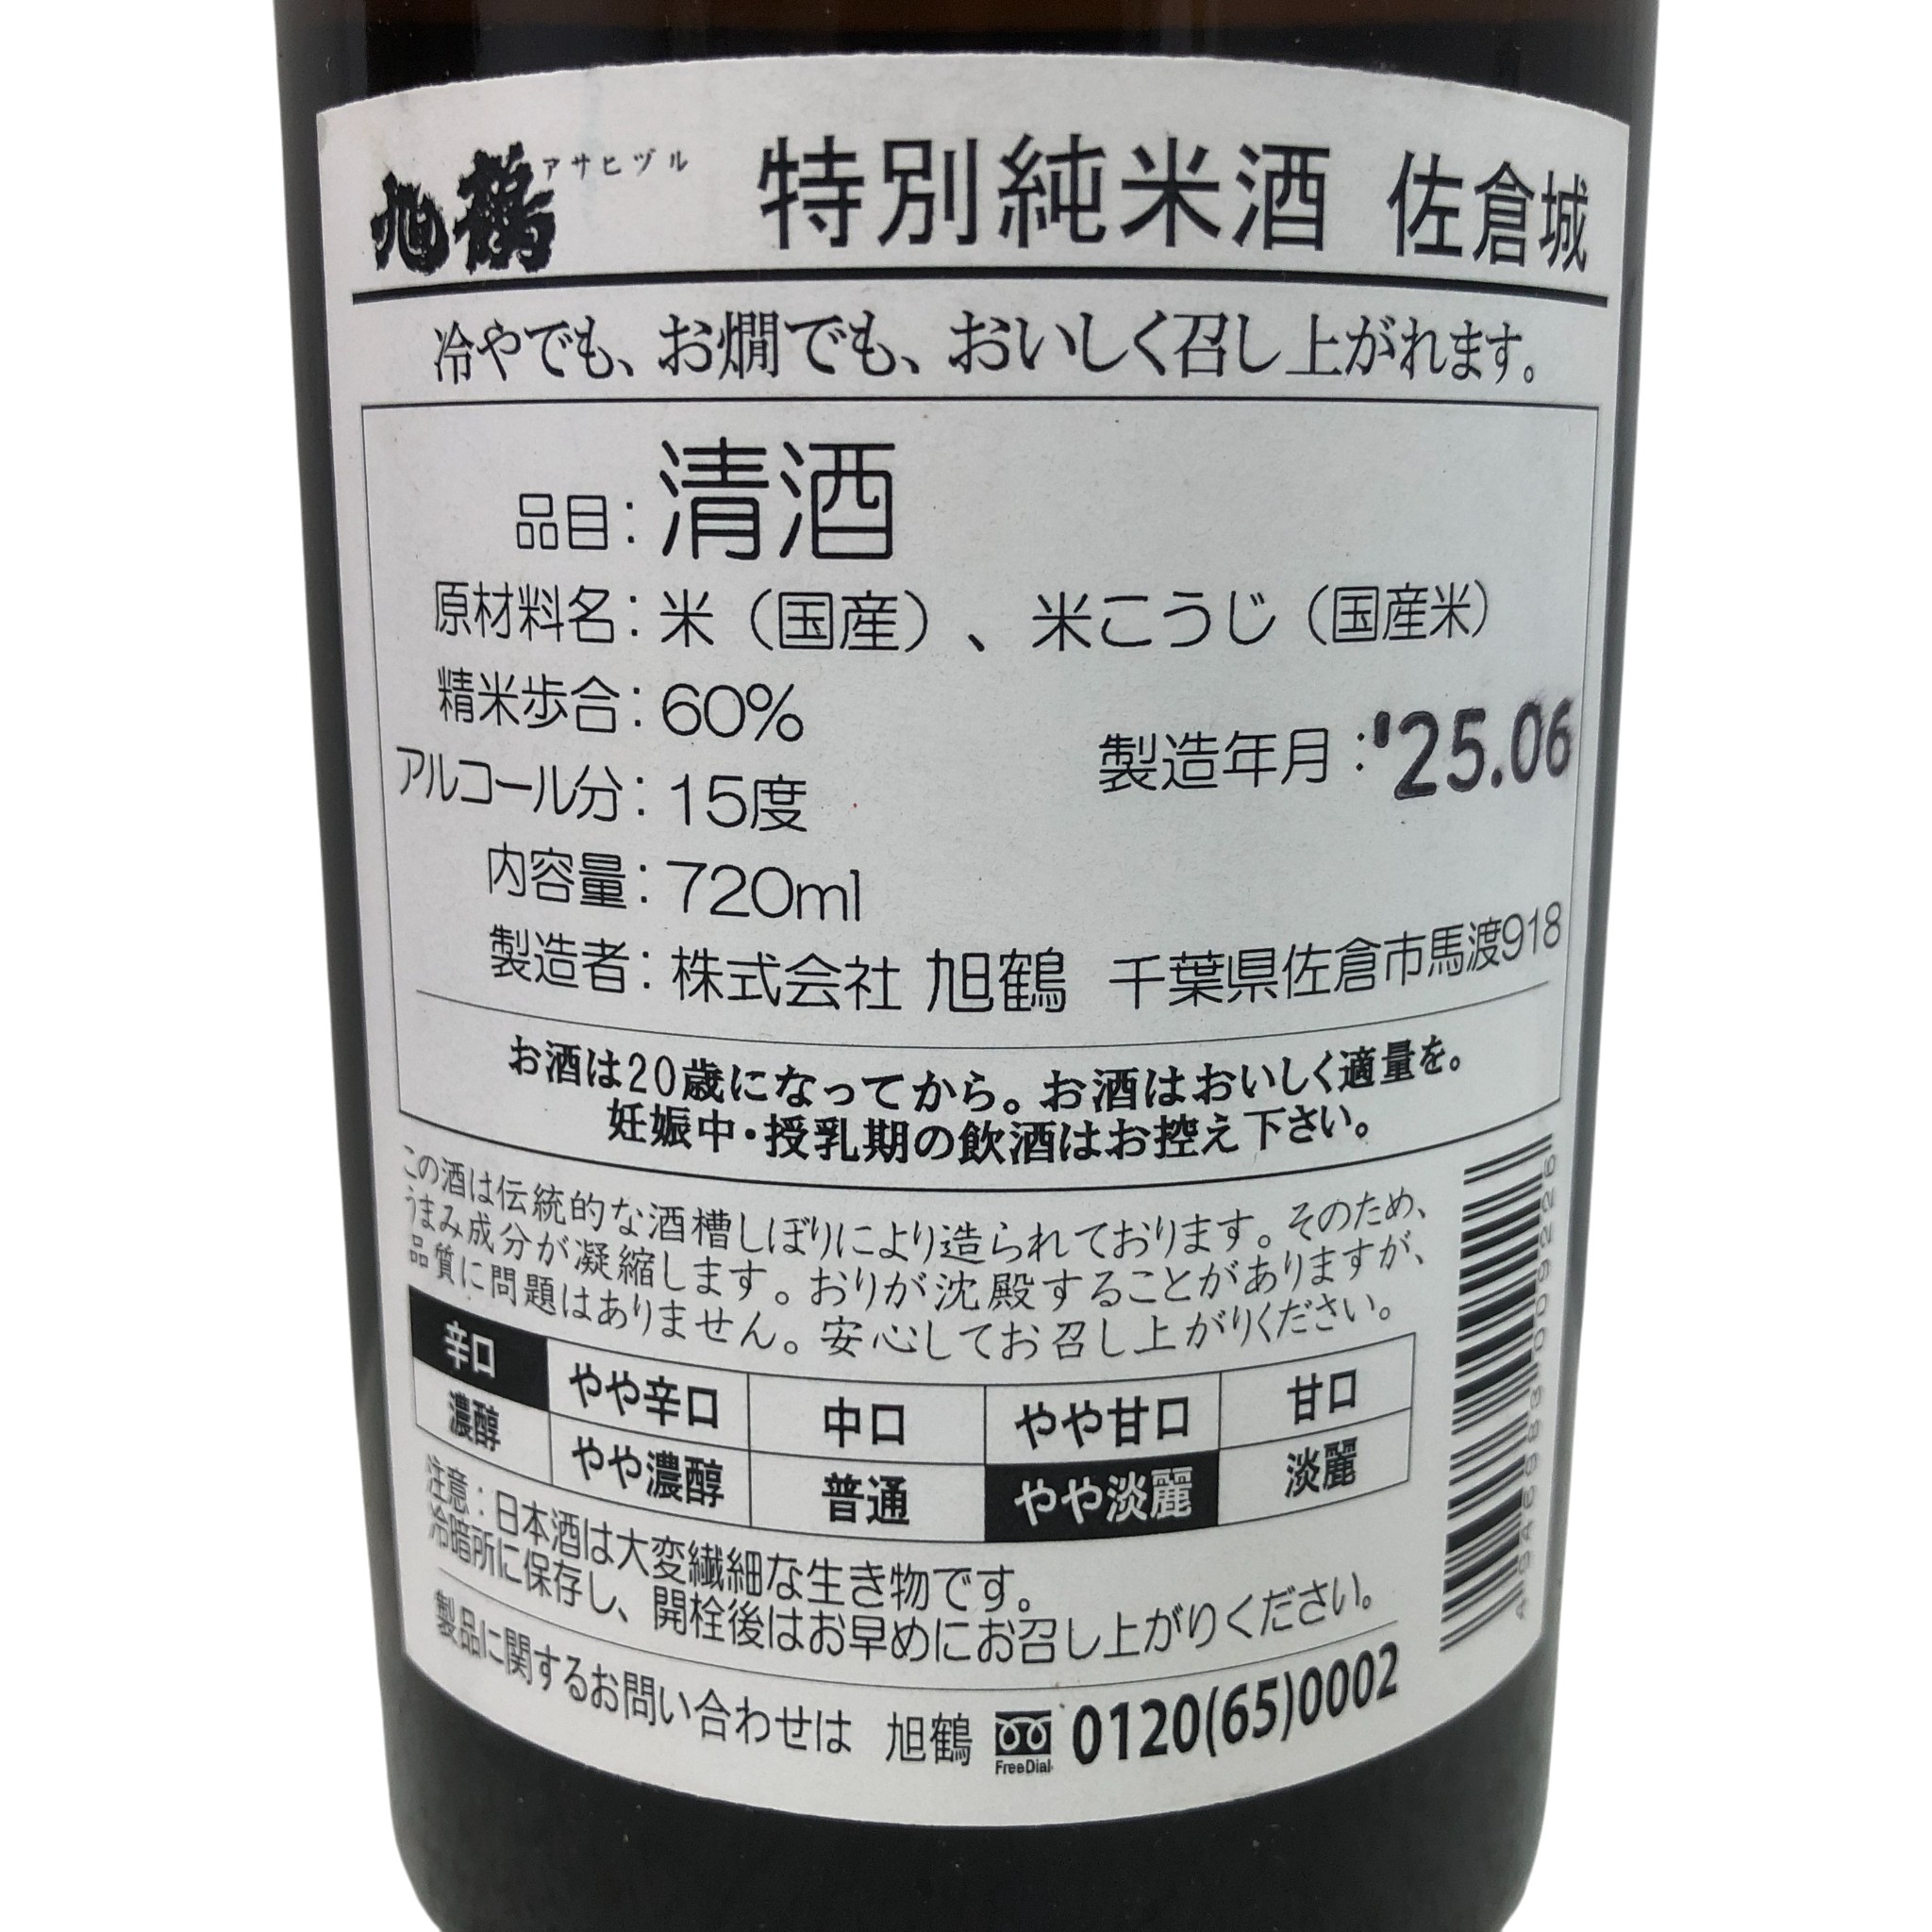 旭鶴 アサヒヅル 特別純米酒 佐倉城
冷やでも、お燗でも、おいしく召し上がれます。
品目：清酒
原材料名：米（国産）、米こうじ（国産米）
精米歩合：60%
製造年月：'25.06
アルコール分：15度
内容量：720ml
製造者：株式会社 旭鶴 千葉県佐倉市馬渡918
お酒は20歳になってから。お酒はおいしく適量を。
妊娠中・授乳期の飲酒はお控え下さい。
この酒は伝統的な酒槽しぼりにより造られております。そのため、
うまみ成分が凝縮します。おりが沈殿することがありますが、
品質に問題はありません。安心してお召し上がりください。
辛口 やや辛口 中口 やや甘口 甘口
濃醇 やや濃醇 普通 やや淡麗 淡麗
注意：日本酒は大変繊細な生き物です。
冷暗所に保存し、開栓後はお早めにお召し上がりください。
製品に関するお問い合わせは 旭鶴 FreeDial 0120(65)0002